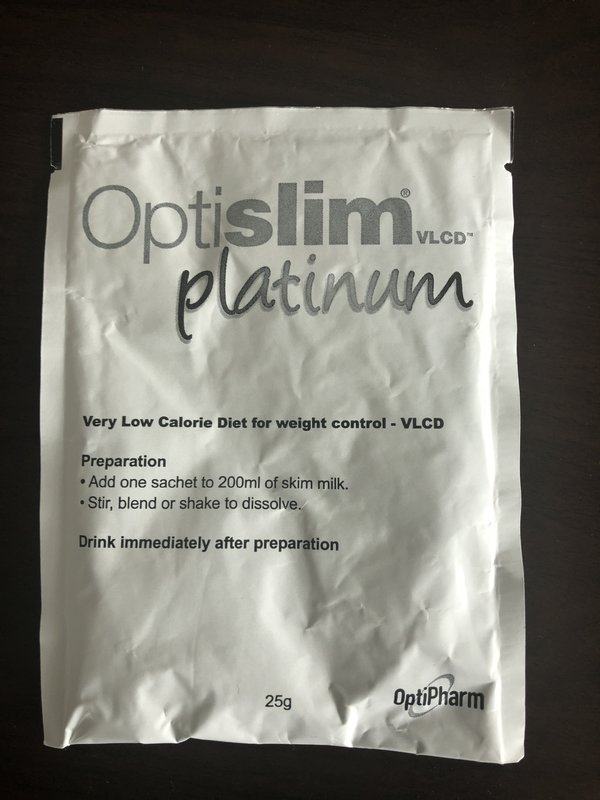 Optislim® VLCD™
platinum
Very Low Calorie Diet for weight control - VLCD
Preparation
• Add one sachet to 200ml of skim milk.
• Stir, blend or shake to dissolve.
Drink immediately after preparation
25g
OptiPharm